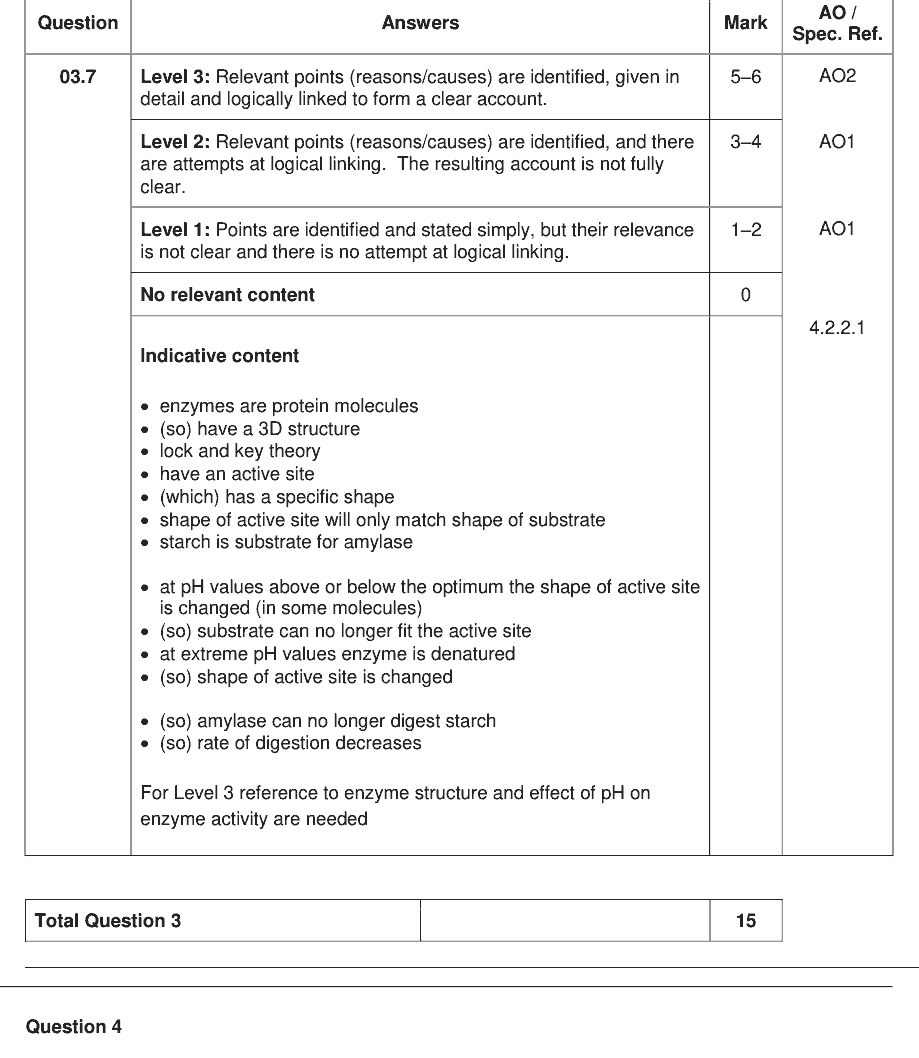 Question Answers Mark AO /
Spec. Ref.
03.7 Level 3: Relevant points (reasons/causes) are identified, given in 5–6 AO2
detail and logically linked to form a clear account.
Level 2: Relevant points (reasons/causes) are identified, and there 3–4 AO1
are attempts at logical linking.  The resulting account is not fully
clear.
Level 1: Points are identified and stated simply, but their relevance 1–2 AO1
is not clear and there is no attempt at logical linking.
No relevant content 0
4.2.2.1
Indicative content
• enzymes are protein molecules
• (so) have a 3D structure
• lock and key theory
• have an active site
• (which) has a specific shape
• shape of active site will only match shape of substrate
• starch is substrate for amylase
• at pH values above or below the optimum the shape of active site
is changed (in some molecules)
• (so) substrate can no longer fit the active site
• at extreme pH values enzyme is denatured
• (so) shape of active site is changed
• (so) amylase can no longer digest starch
• (so) rate of digestion decreases
For Level 3 reference to enzyme structure and effect of pH on
enzyme activity are needed
Total Question 3 15
Question 4